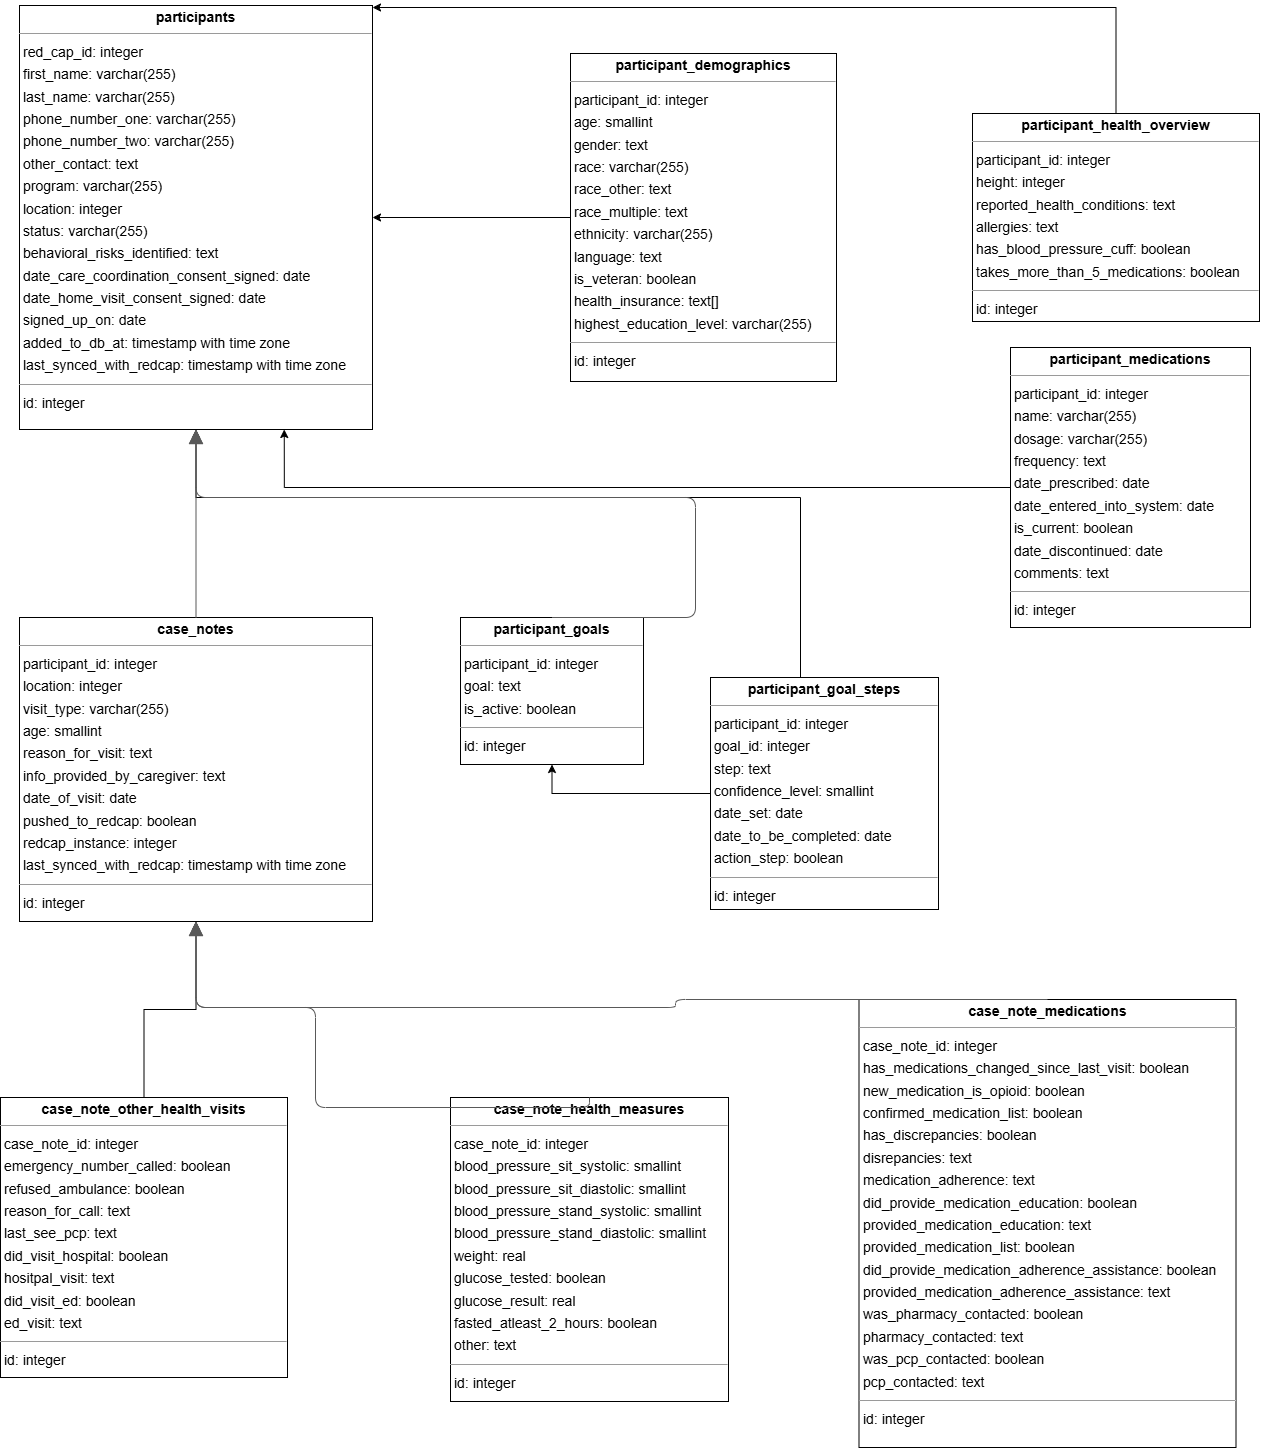 participants
red_cap_id: integer
first_name: varchar(255)
last_name: varchar(255)
phone_number_one: varchar(255)
phone_number_two: varchar(255)
other_contact: text
program: varchar(255)
location: integer
status: varchar(255)
behavioral_risks_identified: text
date_care_coordination_consent_signed: date
date_home_visit_consent_signed: date
signed_up_on: date
added_to_db_at: timestamp with time zone
last_synced_with_redcap: timestamp with time zone
id: integer
participant_demographics
participant_id: integer
age: smallint
gender: text
race: varchar(255)
race_other: text
race_multiple: text
ethnicity: varchar(255)
language: text
is_veteran: boolean
health_insurance: text[]
highest_education_level: varchar(255)
id: integer
participant_health_overview
participant_id: integer
height: integer
reported_health_conditions: text
allergies: text
has_blood_pressure_cuff: boolean
takes_more_than_5_medications: boolean
id: integer
participant_medications
participant_id: integer
name: varchar(255)
dosage: varchar(255)
frequency: text
date_prescribed: date
date_entered_into_system: date
is_current: boolean
date_discontinued: date
comments: text
id: integer
case_notes
participant_id: integer
location: integer
visit_type: varchar(255)
age: smallint
reason_for_visit: text
info_provided_by_caregiver: text
date_of_visit: date
pushed_to_redcap: boolean
redcap_instance: integer
last_synced_with_redcap: timestamp with time zone
id: integer
participant_goals
participant_id: integer
goal: text
is_active: boolean
id: integer
participant_goal_steps
participant_id: integer
goal_id: integer
step: text
confidence_level: smallint
date_set: date
date_to_be_completed: date
action_step: boolean
id: integer
case_note_other_health_visits
case_note_id: integer
emergency_number_called: boolean
refused_ambulance: boolean
reason_for_call: text
last_see_pcp: text
did_visit_hospital: boolean
hositpal_visit: text
did_visit_ed: boolean
ed_visit: text
id: integer
case_note_health_measures
case_note_id: integer
blood_pressure_sit_systolic: smallint
blood_pressure_sit_diastolic: smallint
blood_pressure_stand_systolic: smallint
blood_pressure_stand_diastolic: smallint
weight: real
glucose_tested: boolean
glucose_result: real
fasted_atleast_2_hours: boolean
other: text
id: integer
case_note_medications
case_note_id: integer
has_medications_changed_since_last_visit: boolean
new_medication_is_opioid: boolean
confirmed_medication_list: boolean
has_discrepancies: boolean
disrepancies: text
medication_adherence: text
did_provide_medication_education: boolean
provided_medication_education: text
provided_medication_list: boolean
did_provide_medication_adherence_assistance: boolean
provided_medication_adherence_assistance: text
was_pharmacy_contacted: boolean
pharmacy_contacted: text
was_pcp_contacted: boolean
pcp_contacted: text
id: integer